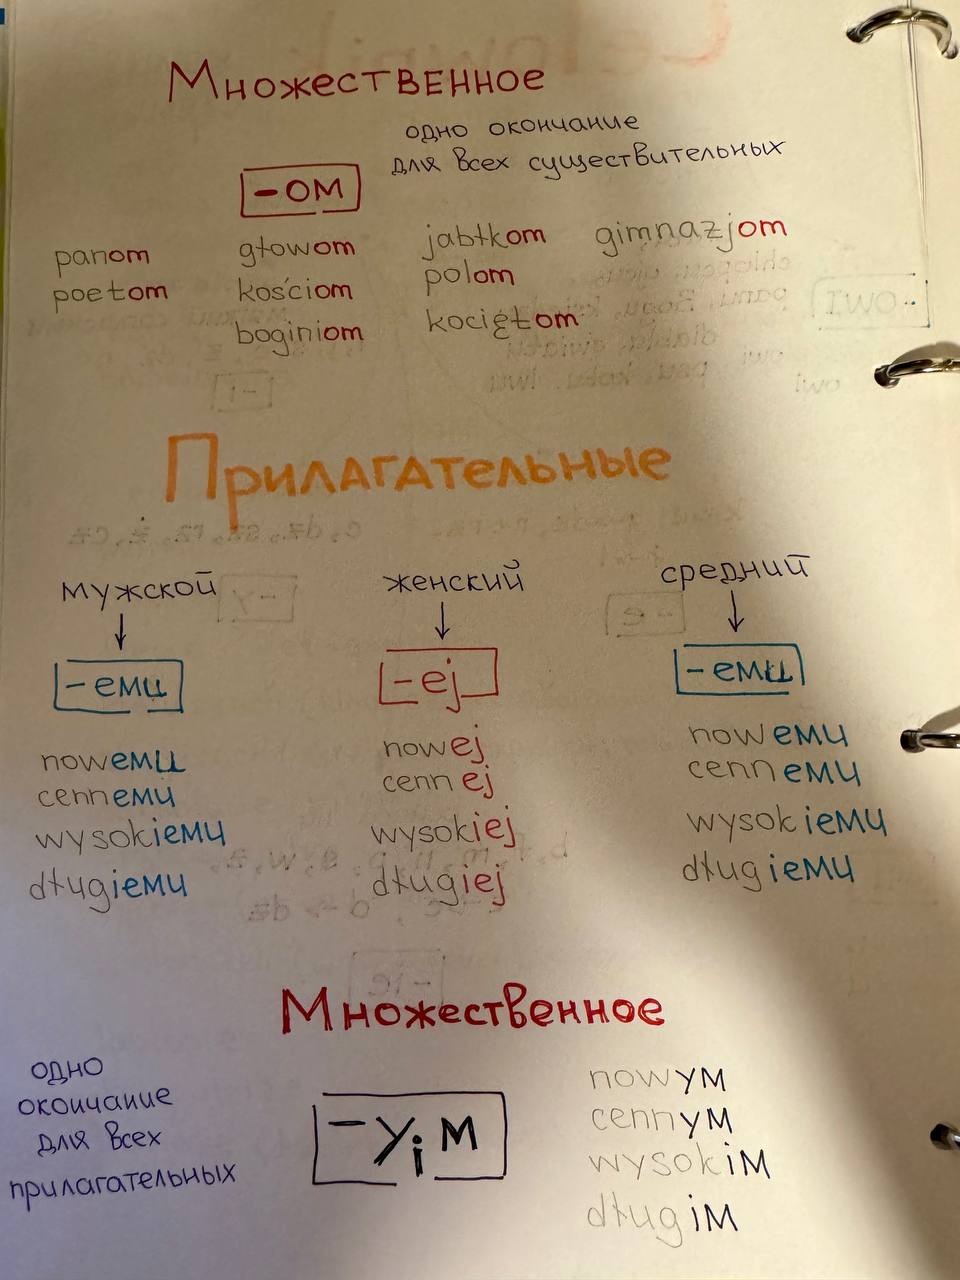 Множественное
одно окончание
для всех существительных
-om
panom głowom jabłkom gimnazjom
poetom kościom polom
boginiom kociętom
Прилагательные
мужской женский средний
-emu -ej -emu
nowemu nowej nowemu
cennemu cennej cennemu
wysokiemu wysokiej wysokiemu
długiemu długiej długiemu
Множественное
одно
окончание
для всех
прилагательных
-yim
nowym
cennym
wysokim
długim